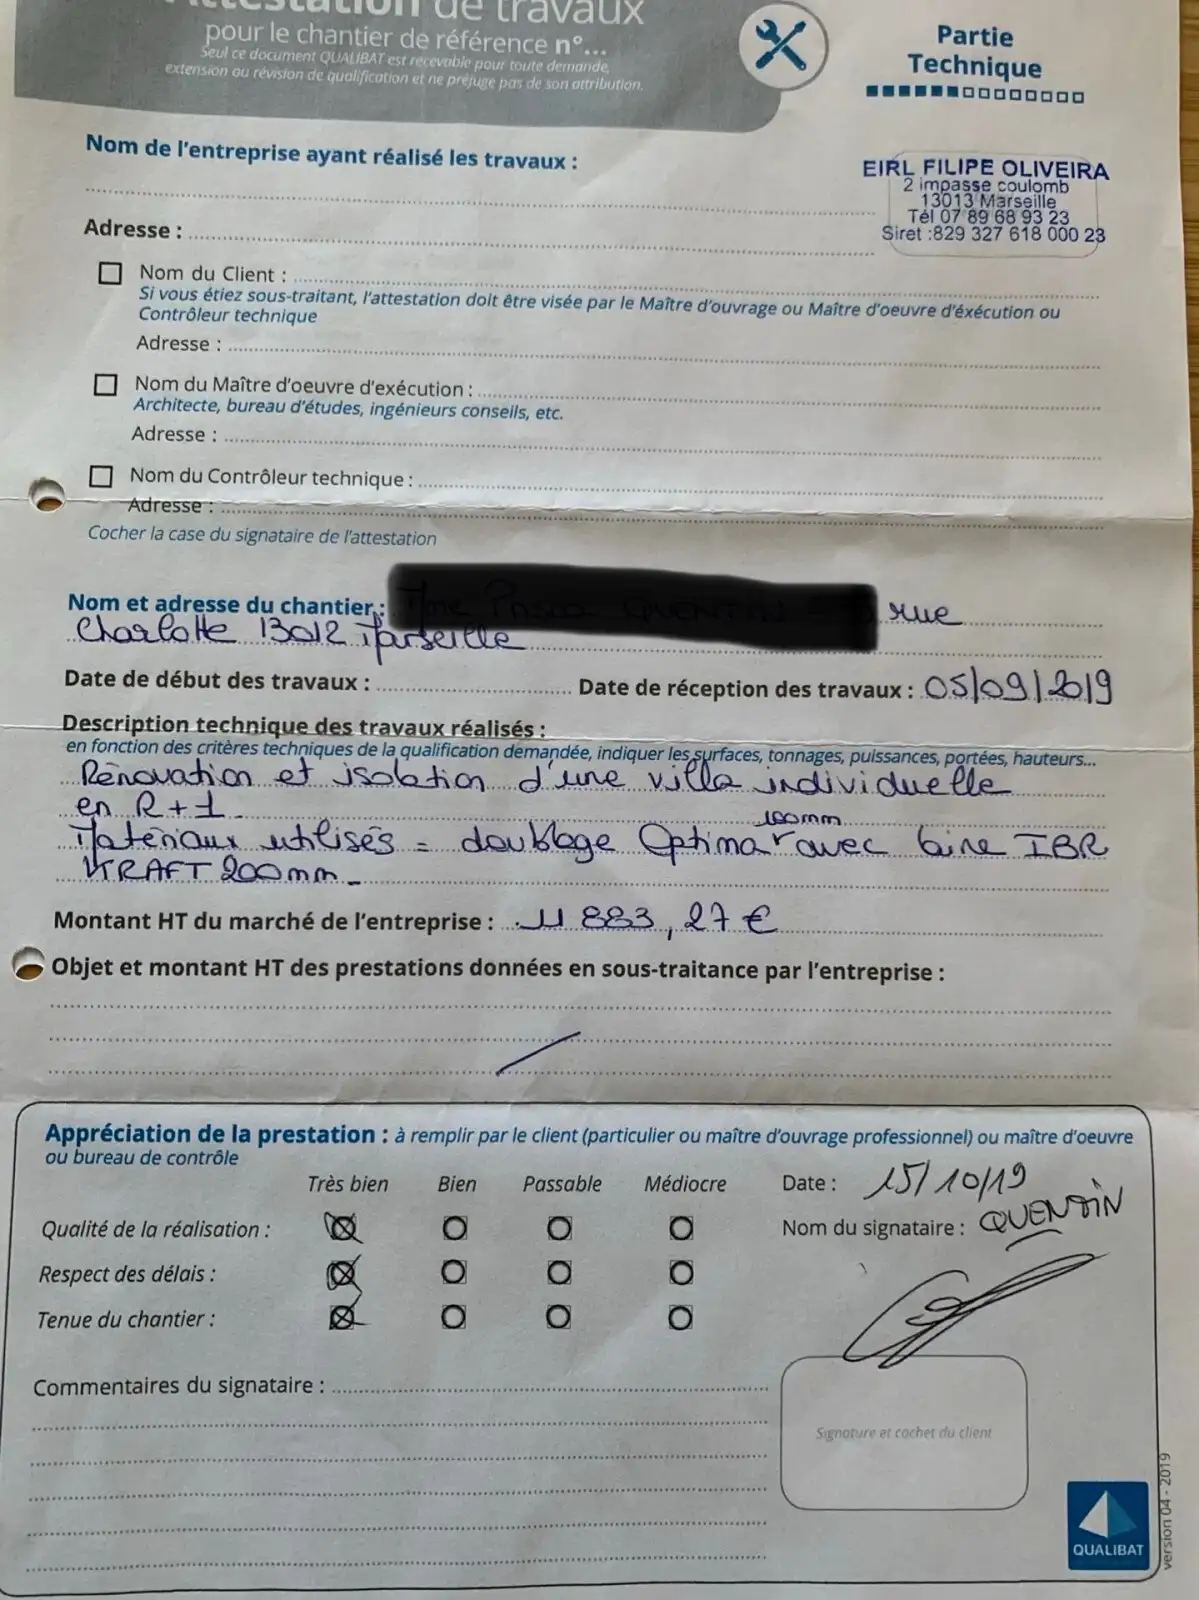 Attestation de travaux
pour le chantier de référence n°...
Seul ce document QUALIBAT est recevable pour toute demande,
extension ou révision de qualification et ne préjuge pas de son attribution.
Partie
Technique
Nom de l'entreprise ayant réalisé les travaux :
EIRL FILIPE OLIVEIRA
2 impasse coulomb
13013 Marseille
Tél 07 89 68 93 23
Siret :829 327 618 000 23
Adresse :
Nom du Client :
Si vous étiez sous-traitant, l'attestation doit être visée par le Maître d'ouvrage ou Maître d'oeuvre d'éxécution ou
Contrôleur technique
Adresse :
Nom du Maître d'oeuvre d'exécution :
Architecte, bureau d'études, ingénieurs conseils, etc.
Adresse :
Nom du Contrôleur technique :
Adresse :
Cocher la case du signataire de l'attestation
Nom et adresse du chantier : rue
Charlotte 13012 Marseille
Date de début des travaux : Date de réception des travaux : 05/09/2019
Description technique des travaux réalisés :
en fonction des critères techniques de la qualification demandée, indiquer les surfaces, tonnages, puissances, portées, hauteurs...
Rénovation et isolation d'une villa individuelle
en R+1.
100mm
Matériaux utilisés = doublage Optima avec laine IBR
KRAFT 200mm.
Montant HT du marché de l'entreprise : 11 883,27 €
Objet et montant HT des prestations données en sous-traitance par l'entreprise :
Appréciation de la prestation : à remplir par le client (particulier ou maître d'ouvrage professionnel) ou maître d'oeuvre
ou bureau de contrôle
Très bien Bien Passable Médiocre
Date : 15/10/19
Qualité de la réalisation :
Nom du signataire : QUENTIN
Respect des délais :
Tenue du chantier :
Commentaires du signataire :
Signature et cachet du client
QUALIBAT
version 04 - 2019